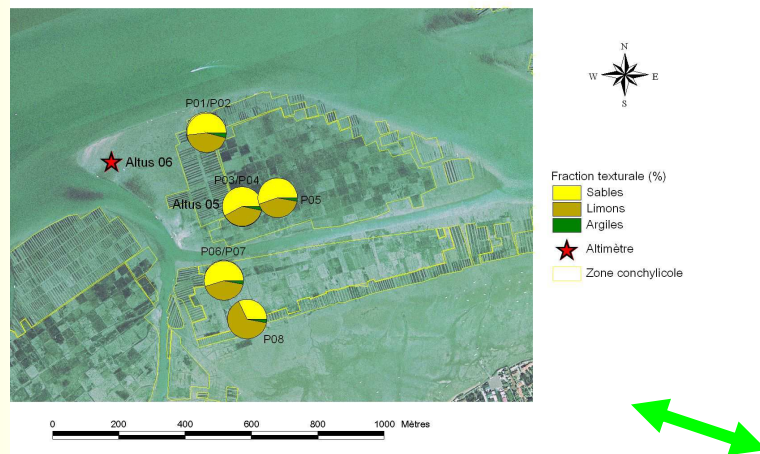 P01/P02
Altus 06
P03/P04
Altus 05
P05
P06/P07
P08
N
W E
S
Fraction texturale (%)
Sables
Limons
Argiles
Altimètre
Zone conchylicole
0 200 400 600 800 1000 Mètres